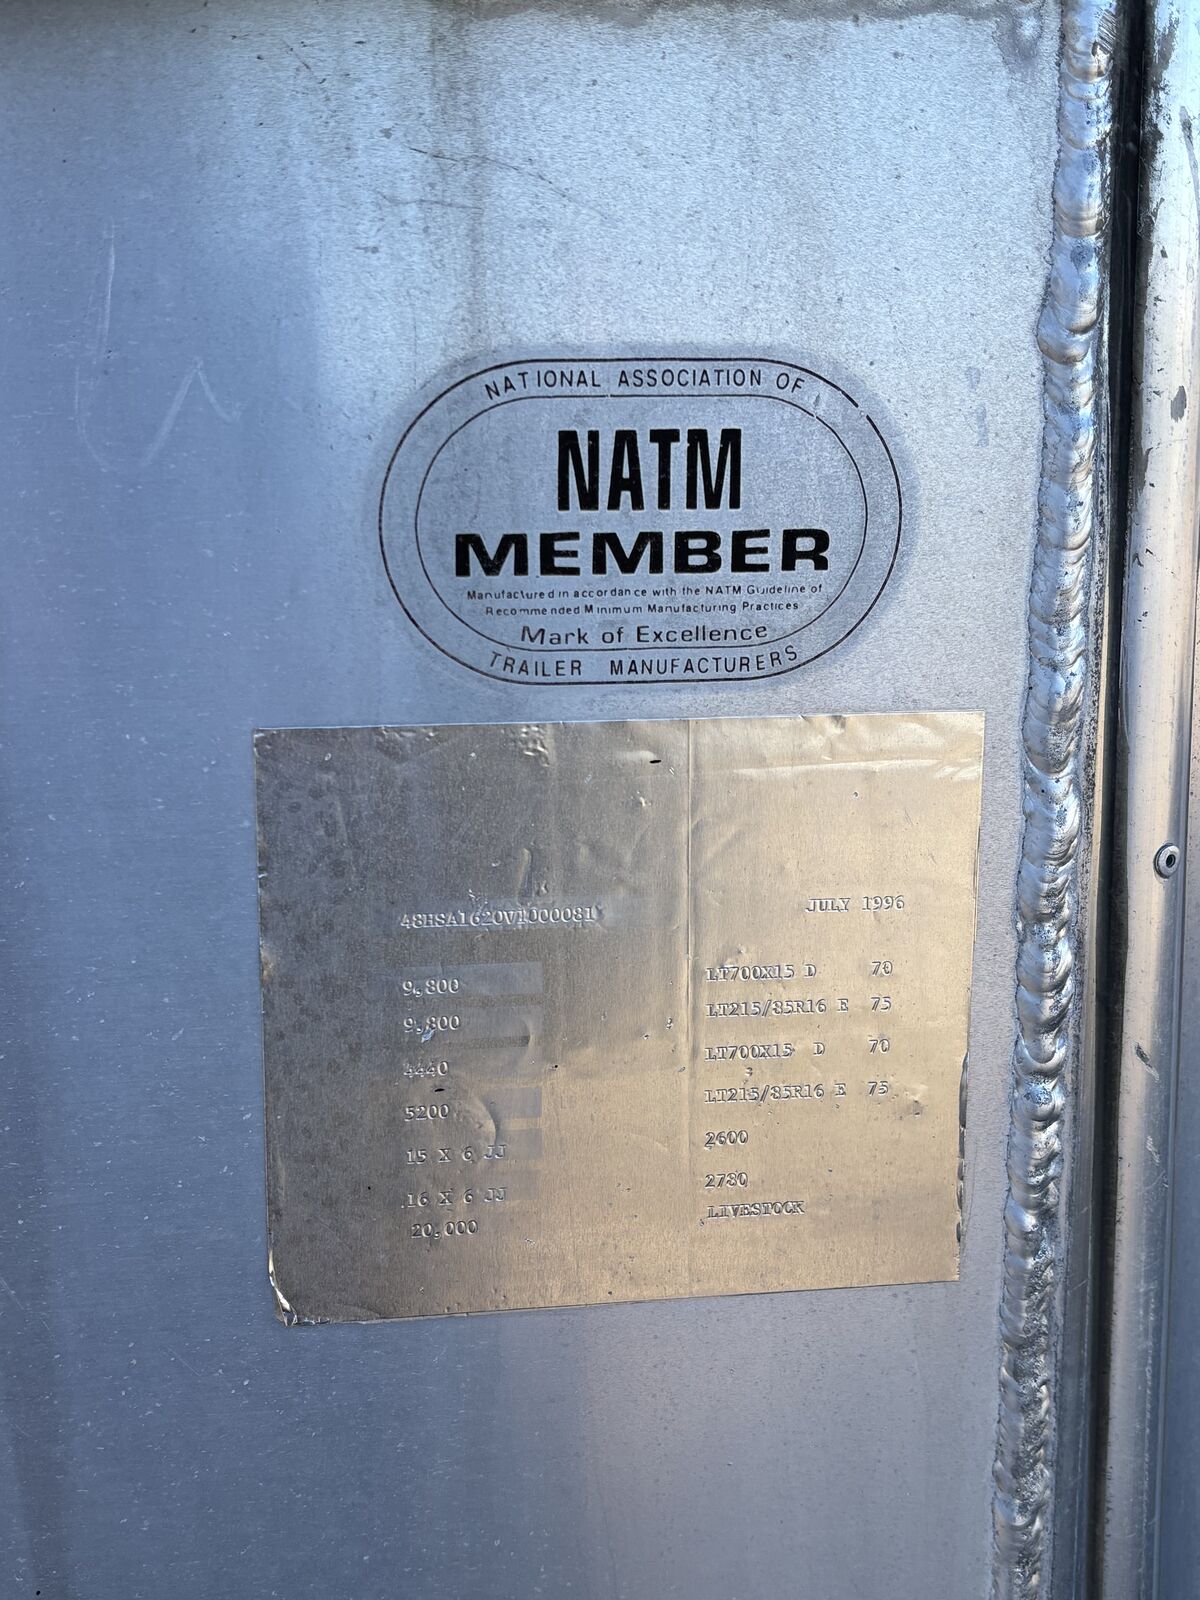 NATIONAL ASSOCIATION OF
NATM
MEMBER
Manufactured in accordance with the NATM Guideline of
Recommended Minimum Manufacturing Practices
Mark of Excellence
TRAILER MANUFACTURERS
48HSA1620V1000081 JULY 1996
9,800 LT700X15 D 70
9,800 LT215/85R16 E 75
4440 LT700X15 D 70
5200 LT215/85R16 E 75
15 X 6 JJ 2600
16 X 6 JJ 2780
20,000 LIVESTOCK